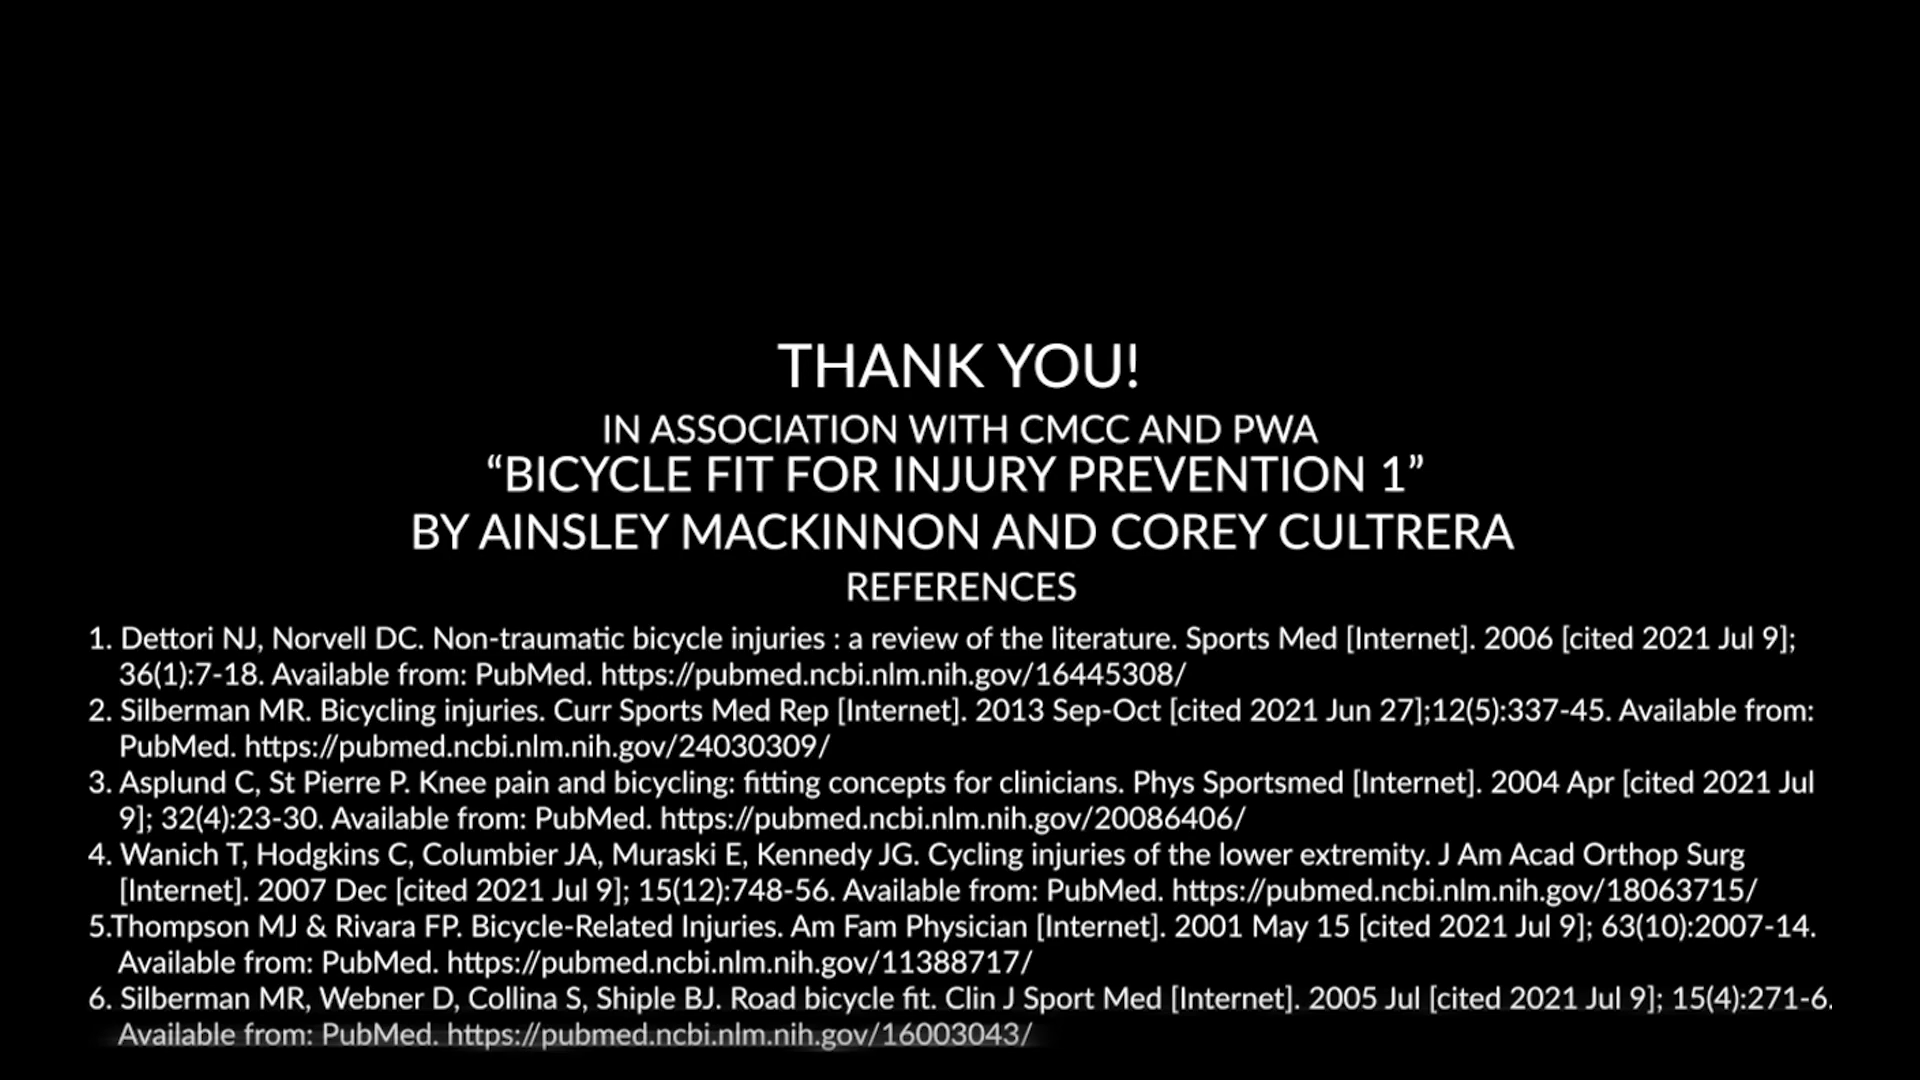 THANK YOU!
IN ASSOCIATION WITH CMCC AND PWA
“BICYCLE FIT FOR INJURY PREVENTION 1”
BY AINSLEY MACKINNON AND COREY CULTRERA
REFERENCES
1. Dettori NJ, Norvell DC. Non-traumatic bicycle injuries : a review of the literature. Sports Med [Internet]. 2006 [cited 2021 Jul 9];
36(1):7-18. Available from: PubMed. https://pubmed.ncbi.nlm.nih.gov/16445308/
2. Silberman MR. Bicycling injuries. Curr Sports Med Rep [Internet]. 2013 Sep-Oct [cited 2021 Jun 27];12(5):337-45. Available from:
PubMed. https://pubmed.ncbi.nlm.nih.gov/24030309/
3. Asplund C, St Pierre P. Knee pain and bicycling: fitting concepts for clinicians. Phys Sportsmed [Internet]. 2004 Apr [cited 2021 Jul
9]; 32(4):23-30. Available from: PubMed. https://pubmed.ncbi.nlm.nih.gov/20086406/
4. Wanich T, Hodgkins C, Columbier JA, Muraski E, Kennedy JG. Cycling injuries of the lower extremity. J Am Acad Orthop Surg
[Internet]. 2007 Dec [cited 2021 Jul 9]; 15(12):748-56. Available from: PubMed. https://pubmed.ncbi.nlm.nih.gov/18063715/
5.Thompson MJ & Rivara FP. Bicycle-Related Injuries. Am Fam Physician [Internet]. 2001 May 15 [cited 2021 Jul 9]; 63(10):2007-14.
Available from: PubMed. https://pubmed.ncbi.nlm.nih.gov/11388717/
6. Silberman MR, Webner D, Collina S, Shiple BJ. Road bicycle fit. Clin J Sport Med [Internet]. 2005 Jul [cited 2021 Jul 9]; 15(4):271-6.
Available from: PubMed. https://pubmed.ncbi.nlm.nih.gov/16003043/